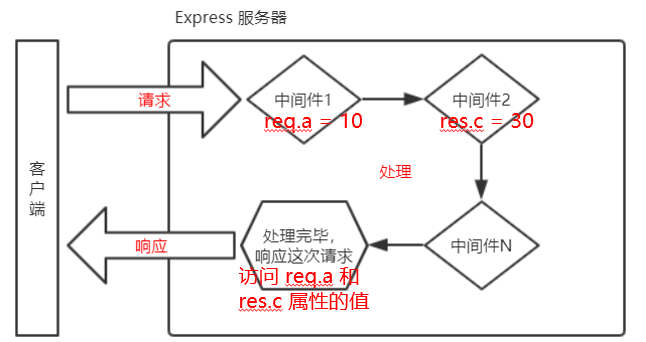 Express 服务器
客户端
请求
中间件1
req.a = 10
中间件2
res.c = 30
处理
中间件N
处理完毕，
响应这次请求
访问 req.a 和
res.c 属性的值
响应